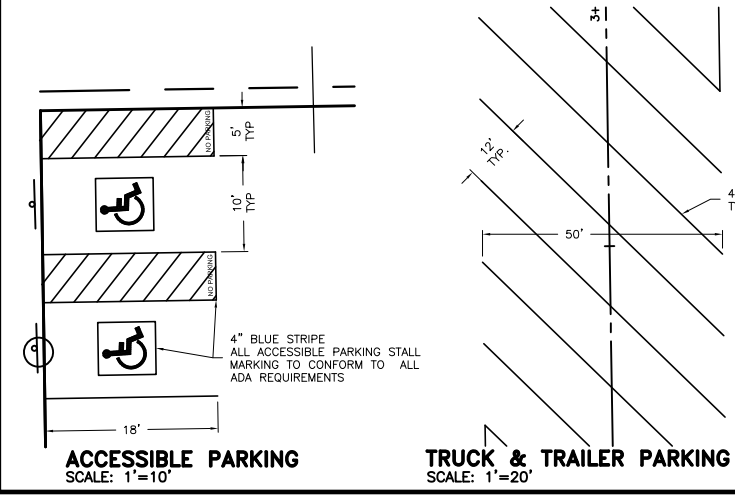 NO PARKING
5'
TYP
10'
TYP
NO PARKING
4" BLUE STRIPE
ALL ACCESSIBLE PARKING STALL
MARKING TO CONFORM TO ALL
ADA REQUIREMENTS
18'
ACCESSIBLE PARKING
SCALE: 1'=10'
3+
12'
TYP.
4
T
50'
TRUCK & TRAILER PARKING
SCALE: 1'=20'